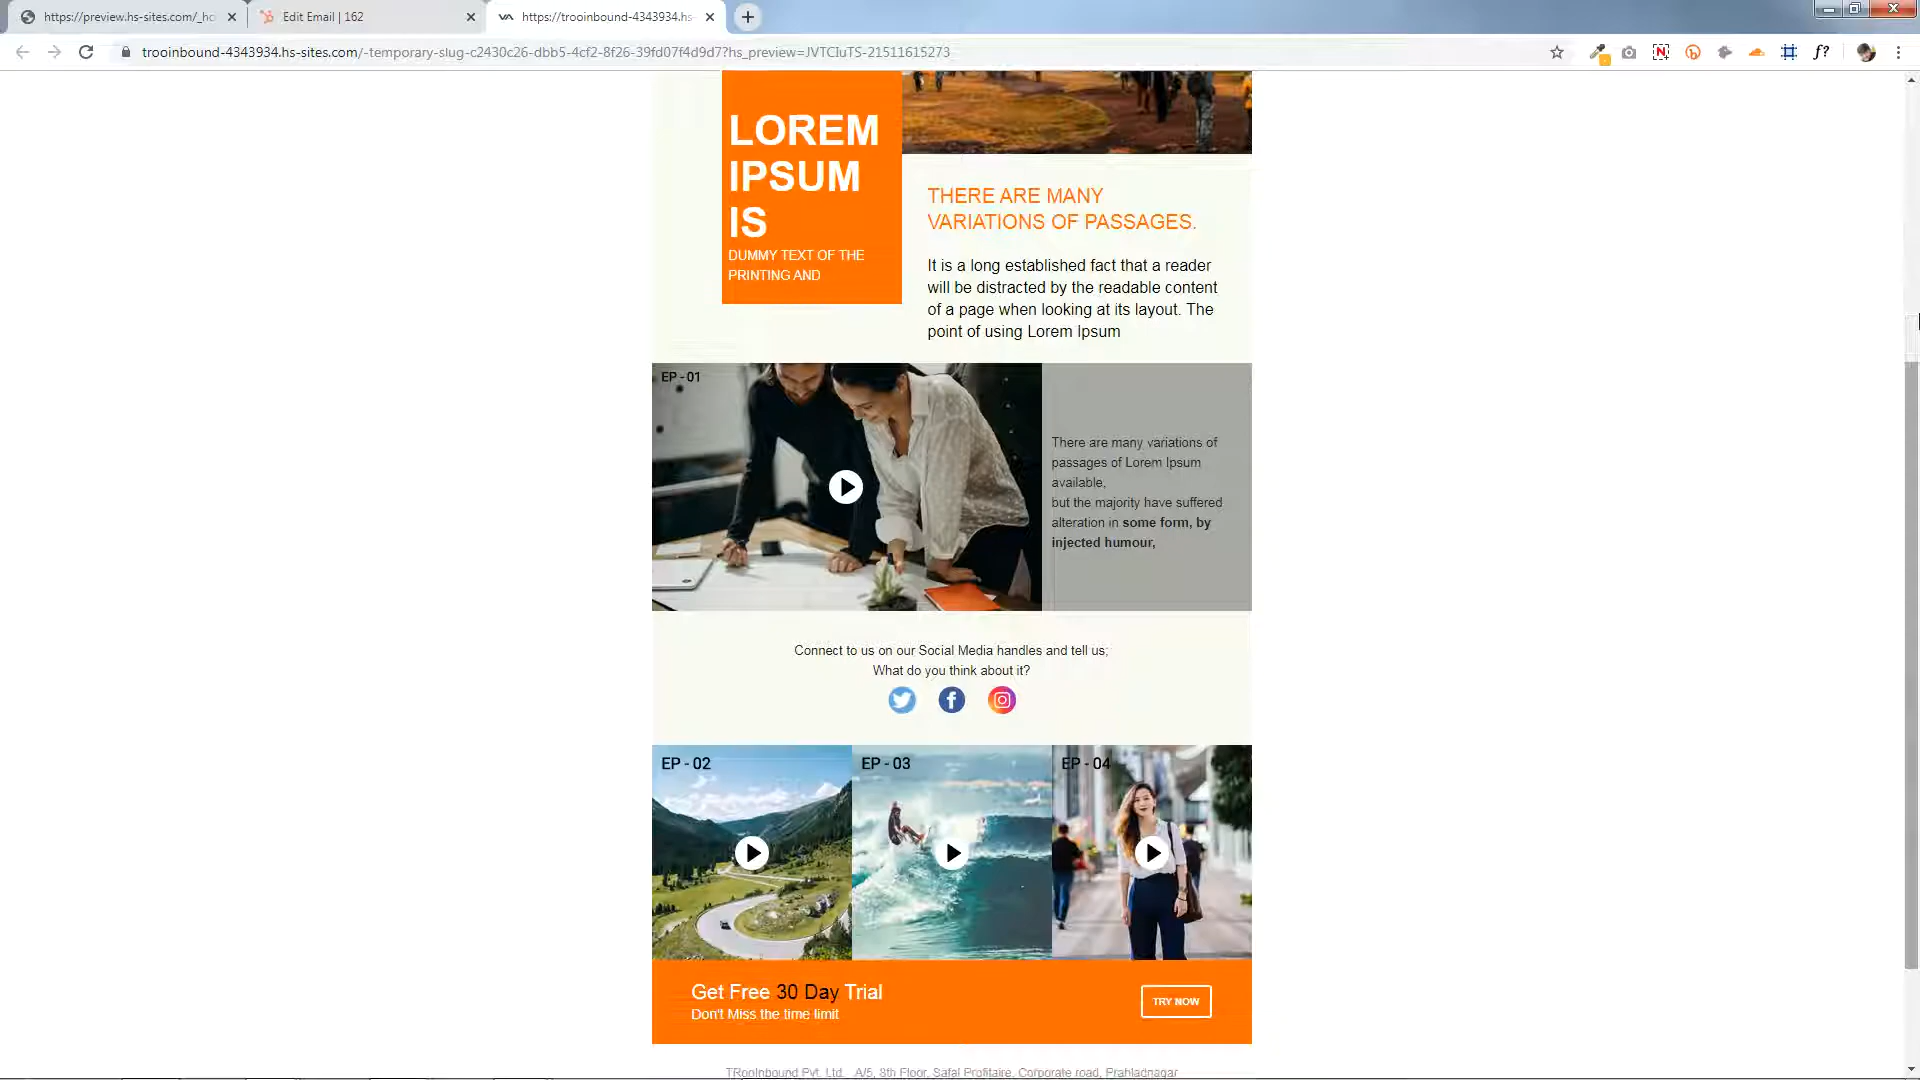 https://preview.hs-sites.com/_hc
Edit Email | 162
https://trooinbound-4343934.hs-
trooinbound-4343934.hs-sites.com/-temporary-slug-c2430c26-dbb5-4cf2-8f26-39fd07f4d9d7?hs_preview=JVTCIuTS-21511615273
LOREM
IPSUM
IS
DUMMY TEXT OF THE
PRINTING AND
THERE ARE MANY
VARIATIONS OF PASSAGES.
It is a long established fact that a reader
will be distracted by the readable content
of a page when looking at its layout. The
point of using Lorem Ipsum
EP - 01
There are many variations of
passages of Lorem Ipsum
available,
but the majority have suffered
alteration in some form, by
injected humour,
Connect to us on our Social Media handles and tell us;
What do you think about it?
EP - 02
EP - 03
EP - 04
Get Free 30 Day Trial
Don't Miss the time limit
TRY NOW
TRooInbound Pvt. Ltd. A/5, 8th Floor, Safal Profitaire, Corporate road, Prahladnagar